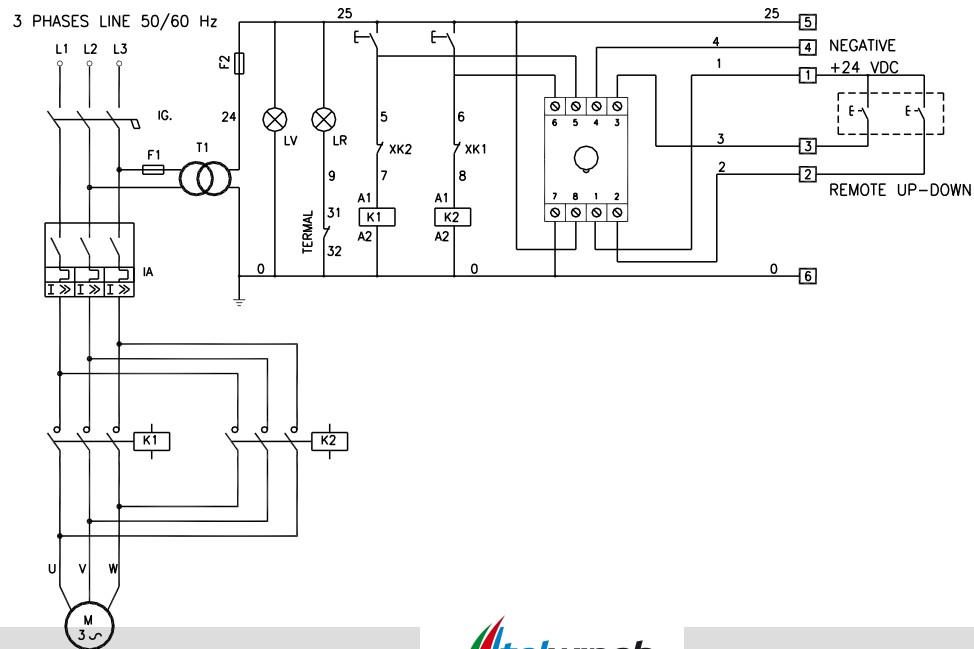 3 PHASES LINE 50/60 Hz
L1 L2 L3
IG.
F1
T1
F2
24
25
25
LV
LR
9
TERMAL
31
32
5
XK2
7
A1
K1
A2
6
XK1
8
A1
K2
A2
6 5 4 3
7 8 1 2
4
1
3
2
0
0
0
5
4 NEGATIVE
1 +24 VDC
3
2
REMOTE UP-DOWN
6
E
E
E
E
IA
I >> I >> I >>
K1
K2
U V W
M
3